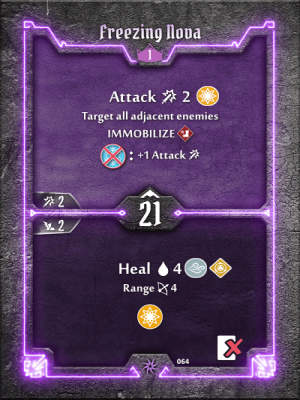 Freezing Nova
1
Attack 2
Target all adjacent enemies
IMMOBILIZE
: +1 Attack
2
21
2
Heal 4
Range 4
064